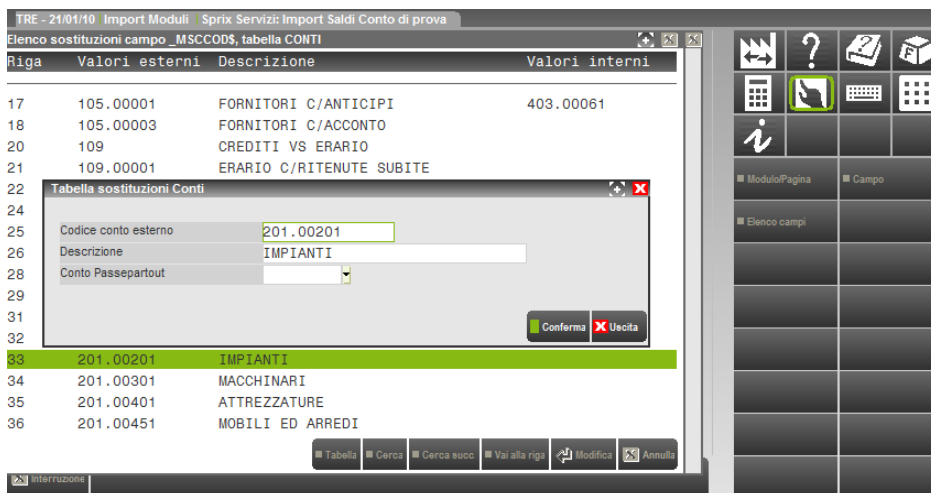 TRE - 21/01/10 Import Moduli Sprix Servizi: Import Saldi Conto di prova
Elenco sostituzioni campo _MSCCOD$, tabella CONTI
Riga Valori esterni Descrizione Valori interni
17 105.00001 FORNITORI C/ANTICIPI 403.00061
18 105.00003 FORNITORI C/ACCONTO
20 109 CREDITI VS ERARIO
21 109.00001 ERARIO C/RITENUTE SUBITE
22
Tabella sostituzioni Conti
24
25 Codice conto esterno 201.00201
26 Descrizione IMPIANTI
28 Conto Passepartout
29
31
Conferma Uscita
32
33 201.00201 IMPIANTI
34 201.00301 MACCHINARI
35 201.00401 ATTREZZATURE
36 201.00451 MOBILI ED ARREDI
Tabella Cerca Cerca succ. Vai alla riga Modifica Annulla
Interruzione
Modulo/Pagina Campo
Elenco campi